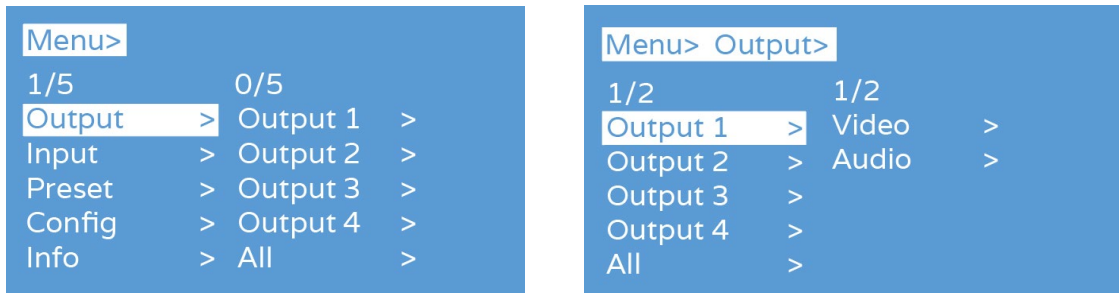 Menu>
1/5 0/5
Output > Output 1 >
Input > Output 2 >
Preset > Output 3 >
Config > Output 4 >
Info > All >
Menu> Output>
1/2 1/2
Output 1 > Video >
Output 2 > Audio >
Output 3 >
Output 4 >
All >